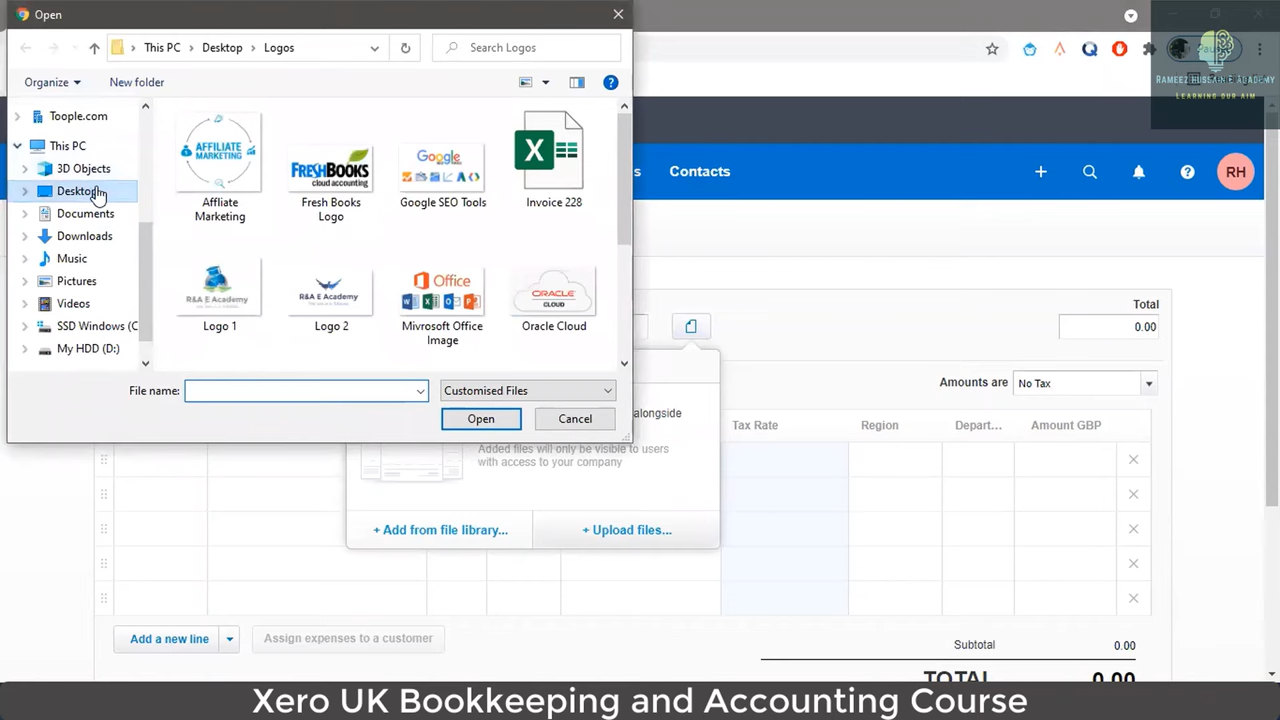 Open
This PC
Desktop
Logos
Search Logos
RAMEEZ HUSSAIN E ACADEMY
LEARNING OUR AIM
Organize
New folder
Toople.com
This PC
3D Objects
Desktop
Documents
Downloads
Music
Pictures
Videos
SSD Windows (C
My HDD (D:)
AFFILIATE
MARKETING
Affliate
Marketing
FRESHBOOKS
cloud accounting
Fresh Books
Logo
Google
Google SEO Tools
X
Invoice 228
R&A E Academy
Logo 1
R&A E Academy
Logo 2
Office
Mivrosoft Office
Image
ORACLE
CLOUD
Oracle Cloud
File name:
Customised Files
Open
Cancel
s
Contacts
RH
Total
0.00
Amounts are
No Tax
alongside
Added files will only be visible to users
with access to your company
+ Add from file library...
+ Upload files...
Tax Rate
Region
Depart...
Amount GBP
Add a new line
Assign expenses to a customer
Subtotal
0.00
TOTAL
0.00
Xero UK Bookkeeping and Accounting Course